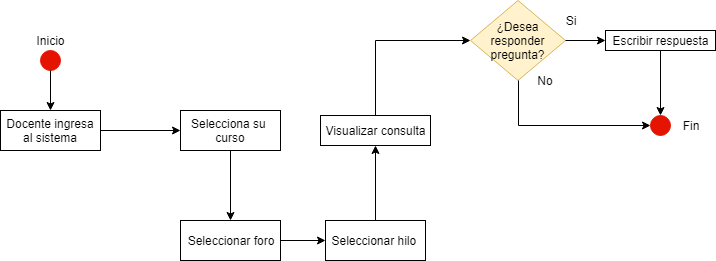 Inicio
Docente ingresa
al sistema
Selecciona su
curso
Seleccionar foro
Seleccionar hilo
Visualizar consulta
¿Desea
responder
pregunta?
Si
No
Escribir respuesta
Fin